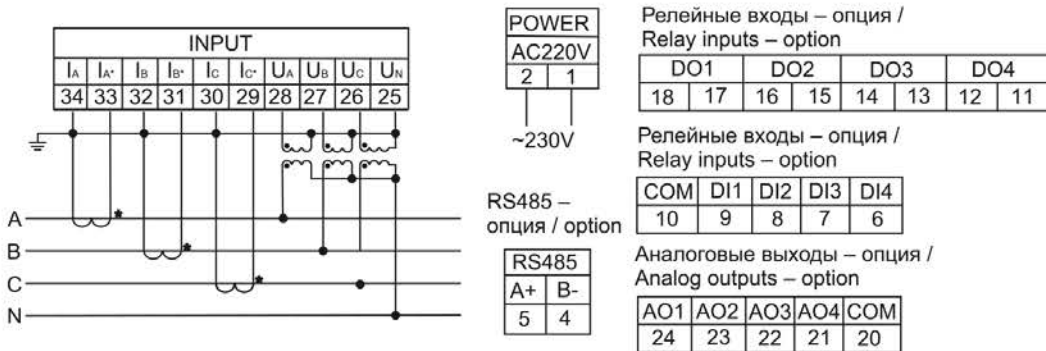 INPUT
IA IA* IB IB* IC IC* UA UB UC UN
34 33 32 31 30 29 28 27 26 25
A
B
C
N
POWER
AC220V
2 1
~230V
RS485 –
опция / option
RS485
A+ B-
5 4
Релейные входы – опция /
Relay inputs – option
DO1 DO2 DO3 DO4
18 17 16 15 14 13 12 11
Релейные входы – опция /
Relay inputs – option
COM DI1 DI2 DI3 DI4
10 9 8 7 6
Аналоговые выходы – опция /
Analog outputs – option
AO1 AO2 AO3 AO4 COM
24 23 22 21 20